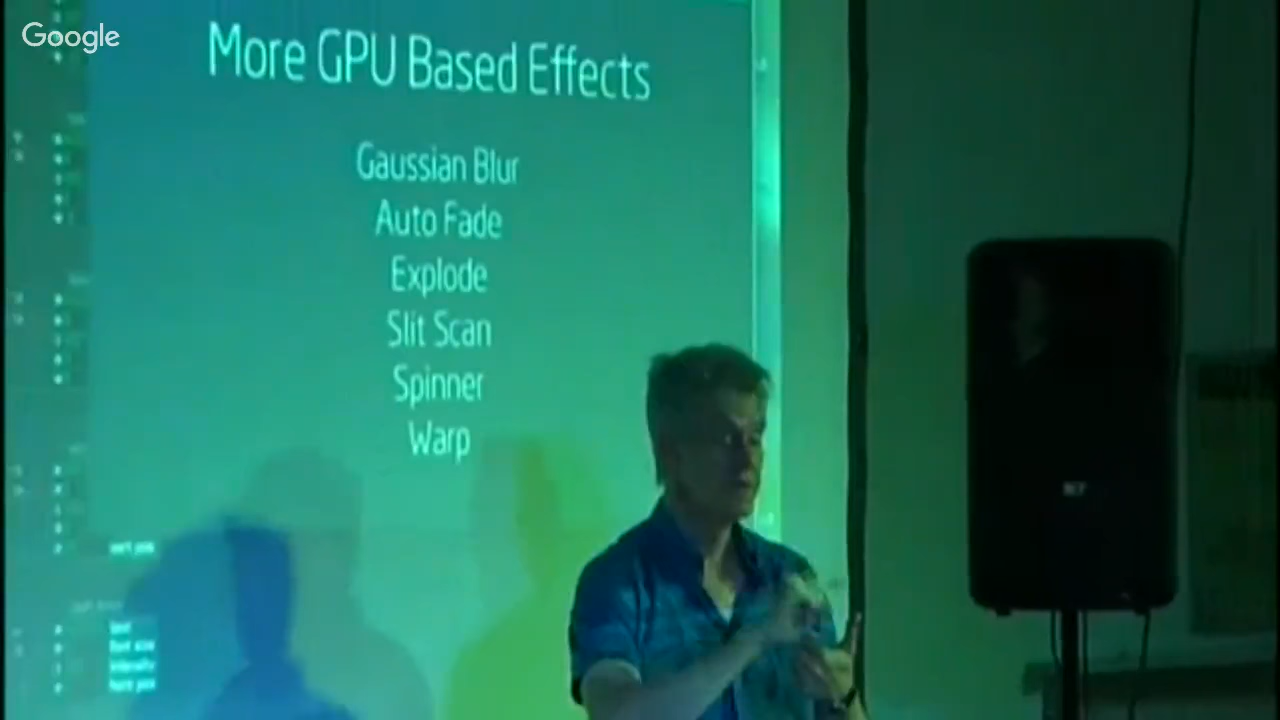 Google
More GPU Based Effects
Gaussian Blur
Auto Fade
Explode
Slit Scan
Spinner
Warp